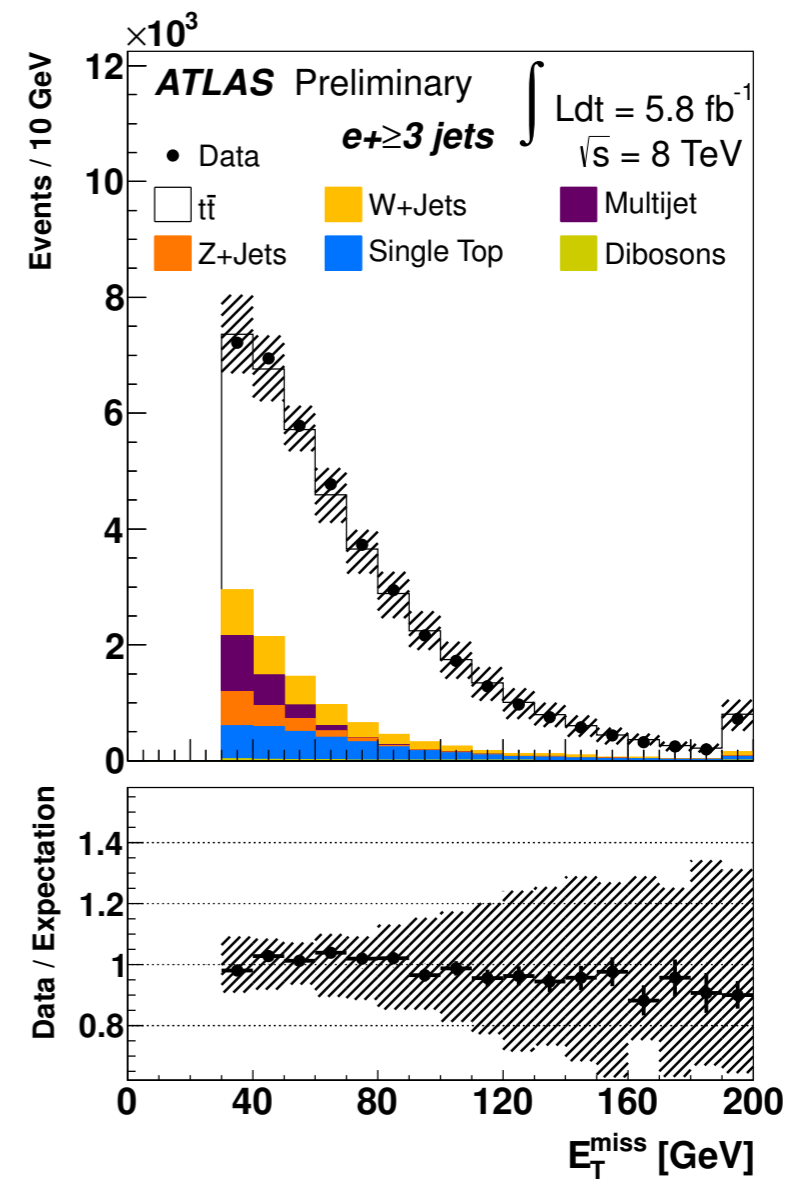 ×10³
Events / 10 GeV
12
10
8
6
4
2
0
ATLAS Preliminary
e+≥3 jets
∫ Ldt = 5.8 fb⁻¹
√s = 8 TeV
Data
tt̄
W+Jets
Multijet
Z+Jets
Single Top
Dibosons
Data / Expectation
1.4
1.2
1
0.8
0 40 80 120 160 200
E_T^miss [GeV]